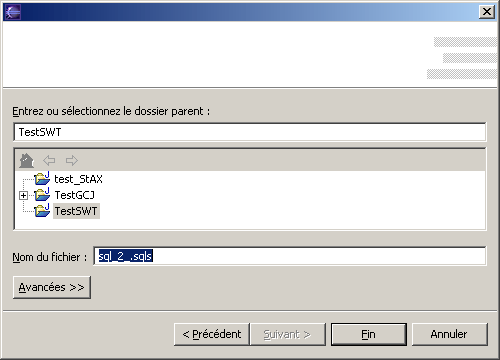 Entrez ou sélectionnez le dossier parent :
TestSWT
test_StAX
TestGCJ
TestSWT
Nom du fichier : sql_2_.sqls
Avancées >>
< Précédent Suivant > Fin Annuler